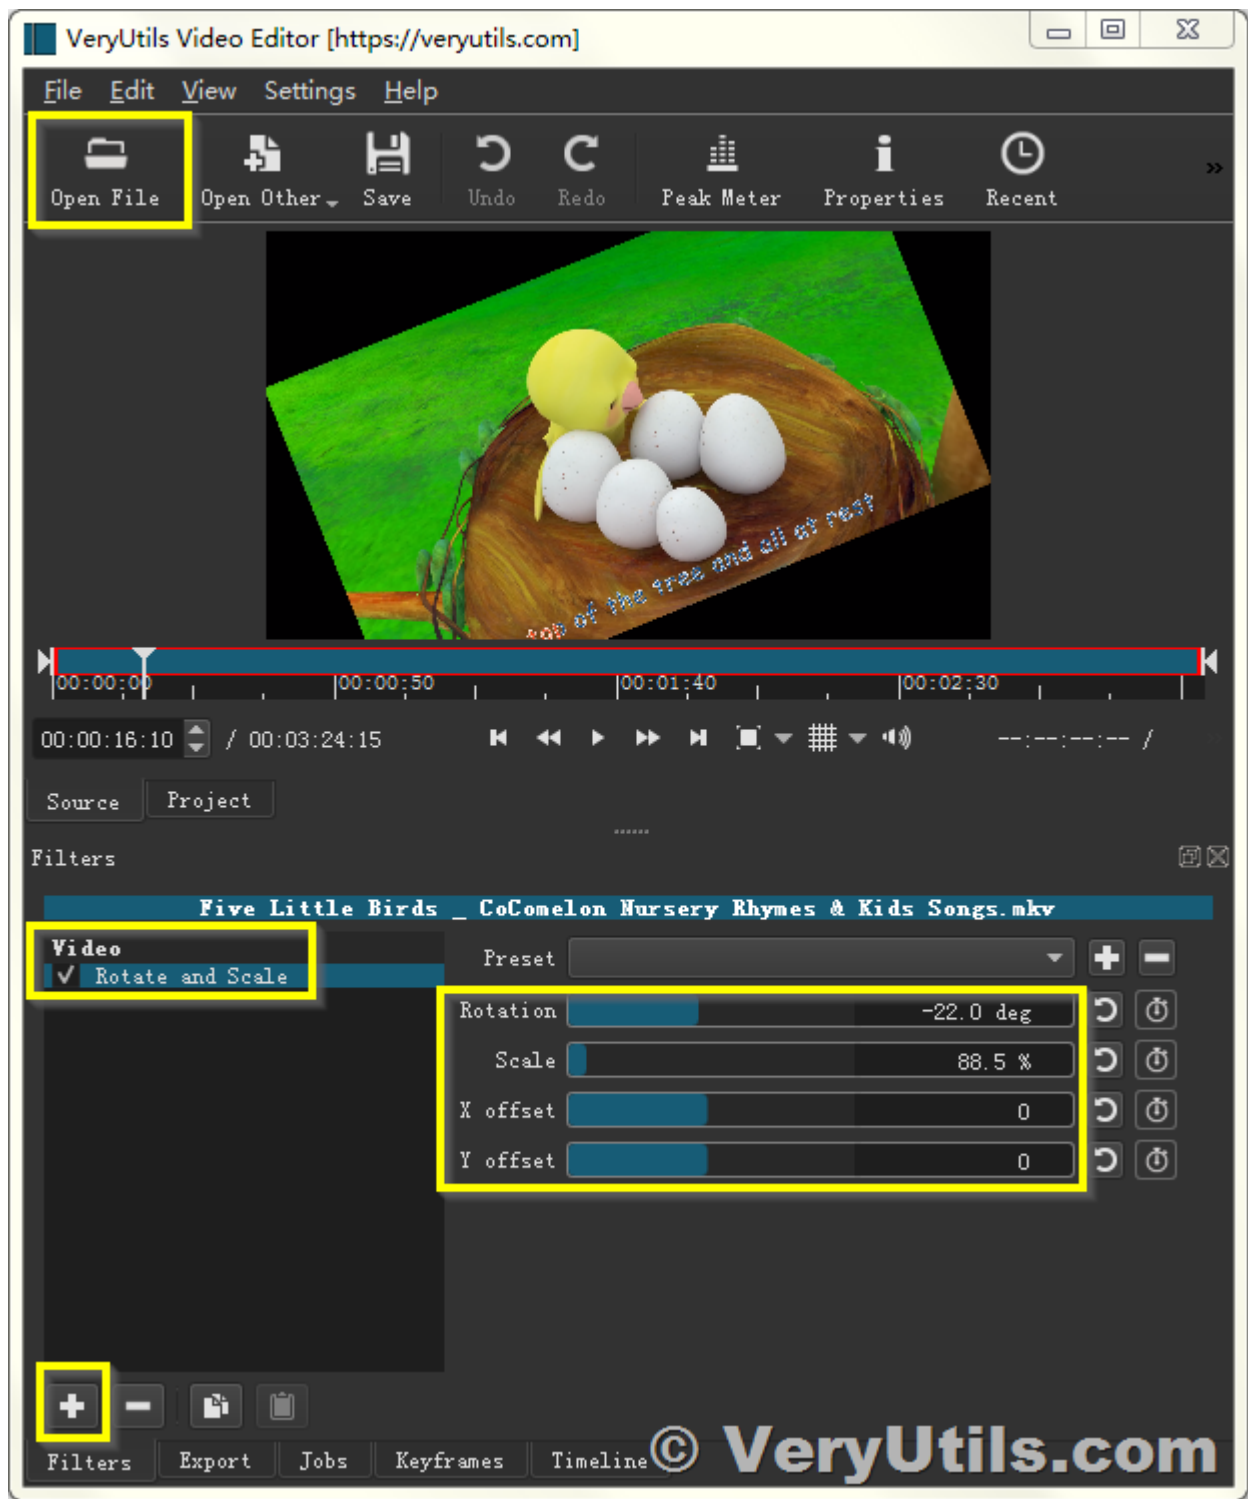 VeryUtils Video Editor [https://veryutils.com]
File Edit View Settings Help
Open File Open Other Save Undo Redo Peak Meter Properties Recent »
top of the tree and all at rest
00:00:00 00:00:50 00:01:40 00:02:30
00:00:16:10 / 00:03:24:15 --:--:--:-- /
Source Project
Filters
Five Little Birds _ CoComelon Nursery Rhymes & Kids Songs.mkv
Video
Rotate and Scale
Preset
Rotation -22.0 deg
Scale 88.5 %
X offset 0
Y offset 0
Filters Export Jobs Keyframes Timeline
© VeryUtils.com